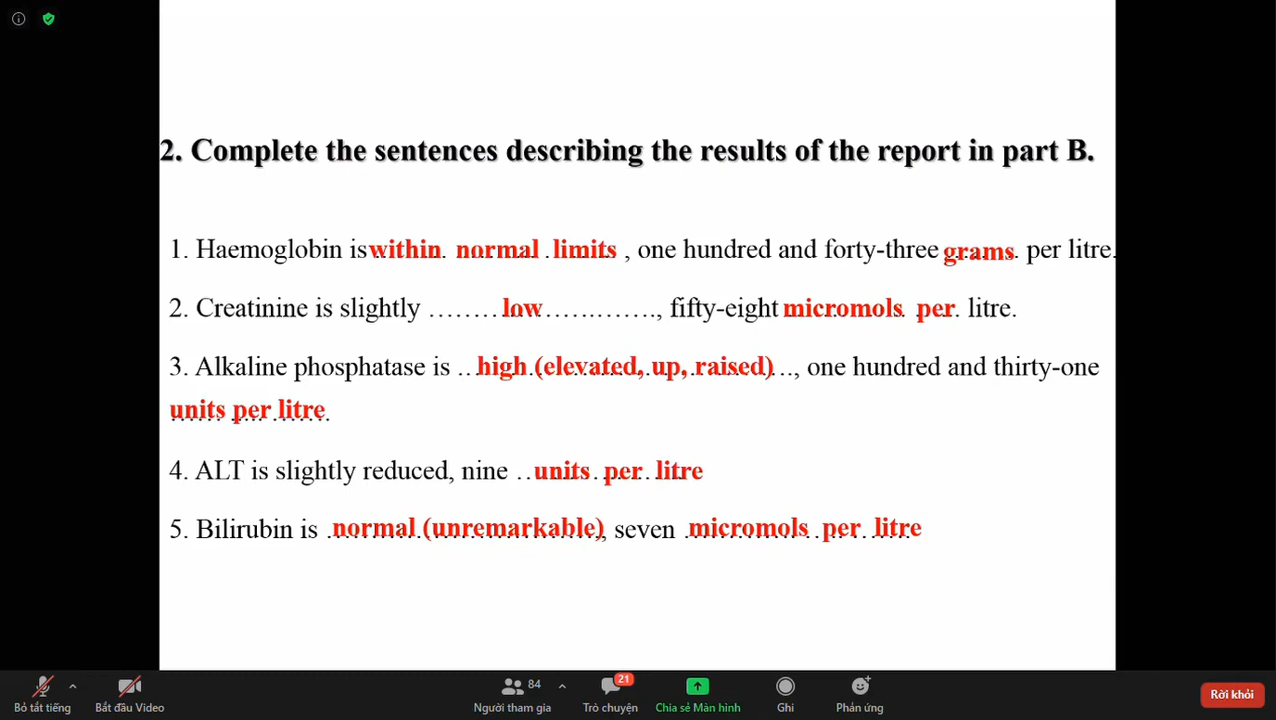 2. Complete the sentences describing the results of the report in part B.
1. Haemoglobin is within normal limits , one hundred and forty-three grams. per litre.
2. Creatinine is slightly ........low............., fifty-eight micromols per. litre.
3. Alkaline phosphatase is ...high (elevated, up, raised)..., one hundred and thirty-one
units per litre.
4. ALT is slightly reduced, nine ..units per litre
5. Bilirubin is .normal (unremarkable), seven .micromols per litre
84
21
Bỏ tắt tiếng
Bắt đầu Video
Người tham gia
Trò chuyện
Chia sẻ Màn hình
Ghi
Phản ứng
Rời khỏi